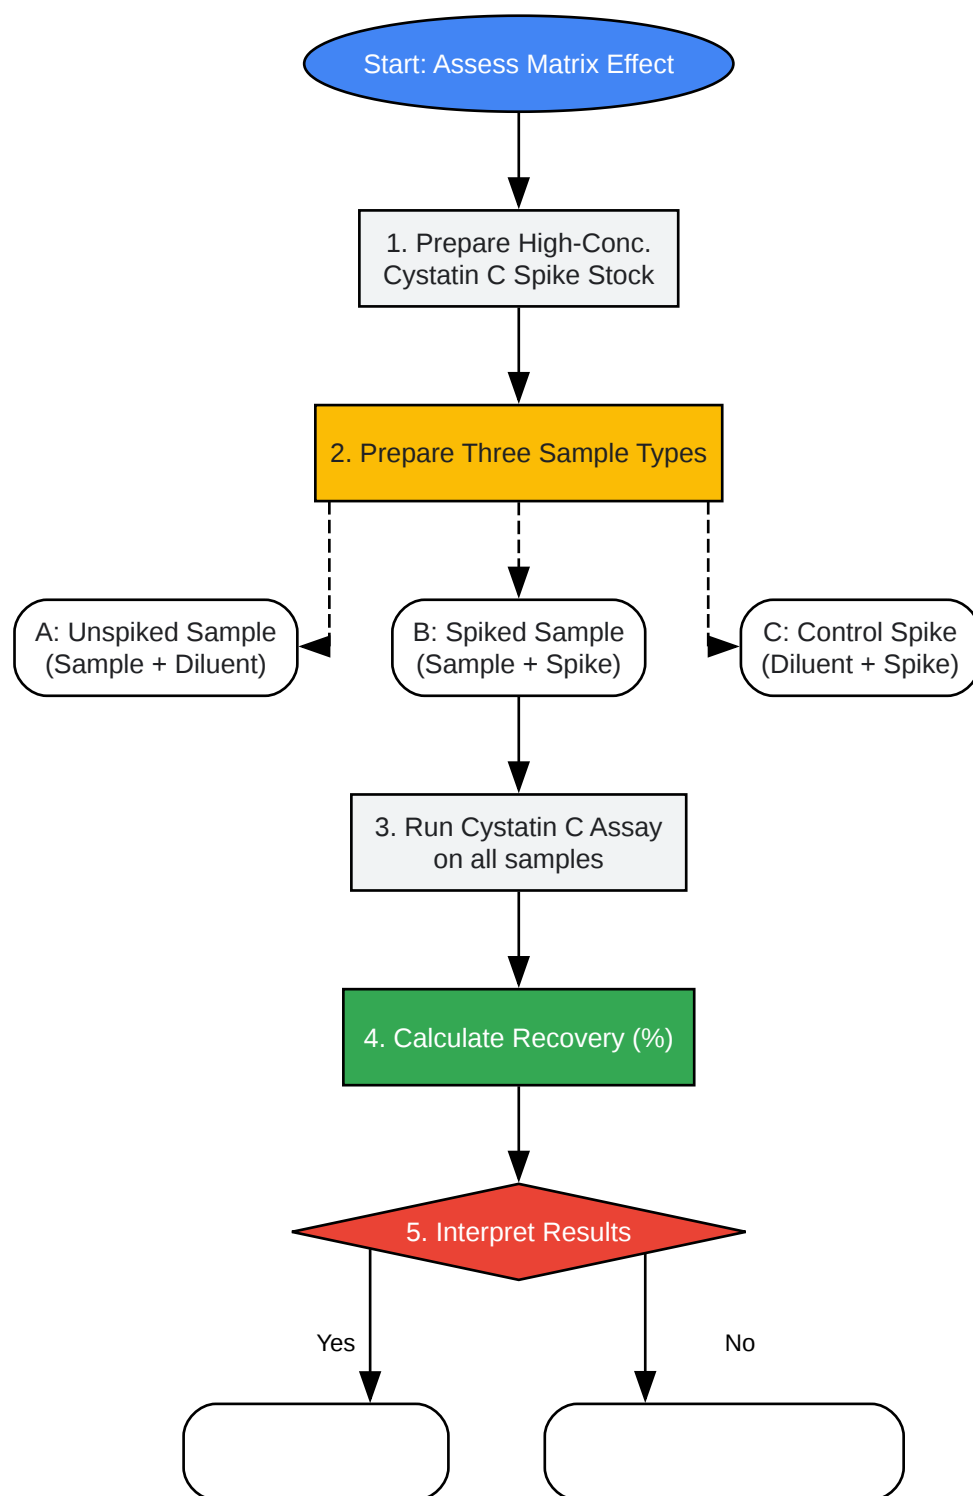 Start: Assess Matrix Effect
1. Prepare High-Conc.
Cystatin C Spike Stock
2. Prepare Three Sample Types
A: Unspiked Sample
(Sample + Diluent)
B: Spiked Sample
(Sample + Spike)
C: Control Spike
(Diluent + Spike)
3. Run Cystatin C Assay
on all samples
4. Calculate Recovery (%)
5. Interpret Results
Yes
No